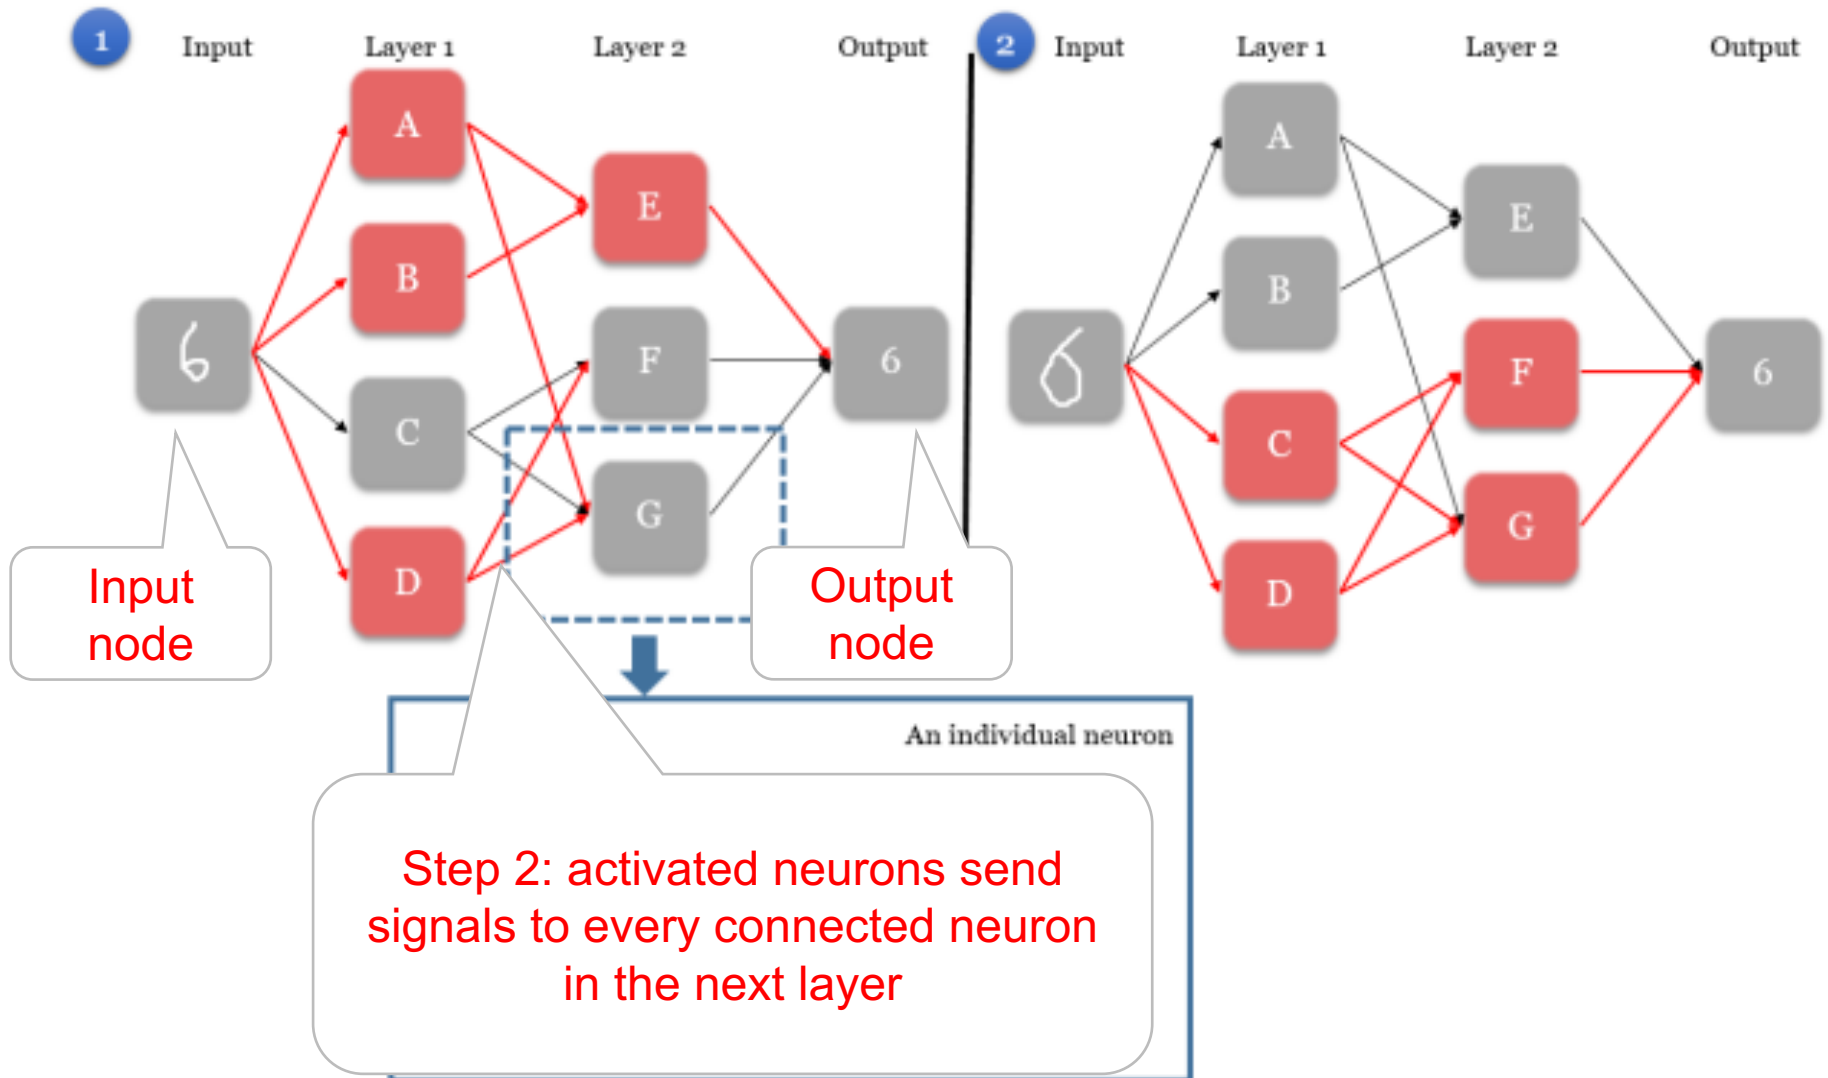 1
Input
Layer 1
Layer 2
Output
A
B
C
D
E
F
G
6
6
Input
node
Output
node
2
Input
Layer 1
Layer 2
Output
A
B
C
D
E
F
G
6
6
An individual neuron
Step 2: activated neurons send
signals to every connected neuron
in the next layer